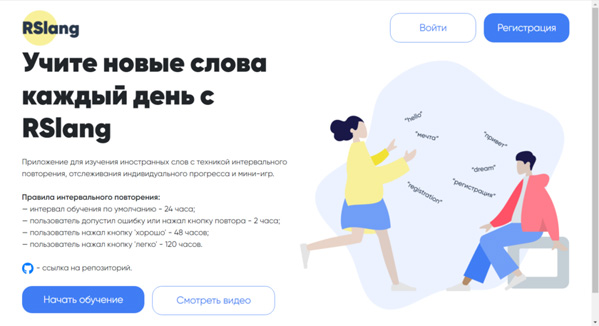 RSlang
Войти
Регистрация
Учите новые слова
каждый день с
RSlang
Приложение для изучения иностранных слов с техникой интервального
повторения, отслеживания индивидуального прогресса и мини-игр.
Правила интервального повторения:
— интервал обучения по умолчанию - 24 часа;
— пользователь допустил ошибку или нажал кнопку повтора - 2 часа;
— пользователь нажал кнопку 'хорошо' - 48 часов;
— пользователь нажал кнопку 'легко' - 120 часов.
- ссылка на репозиторий.
Начать обучение
Смотреть видео
"hello"
"мечта"
"привет"
"dream"
"registration"
"регистрация"